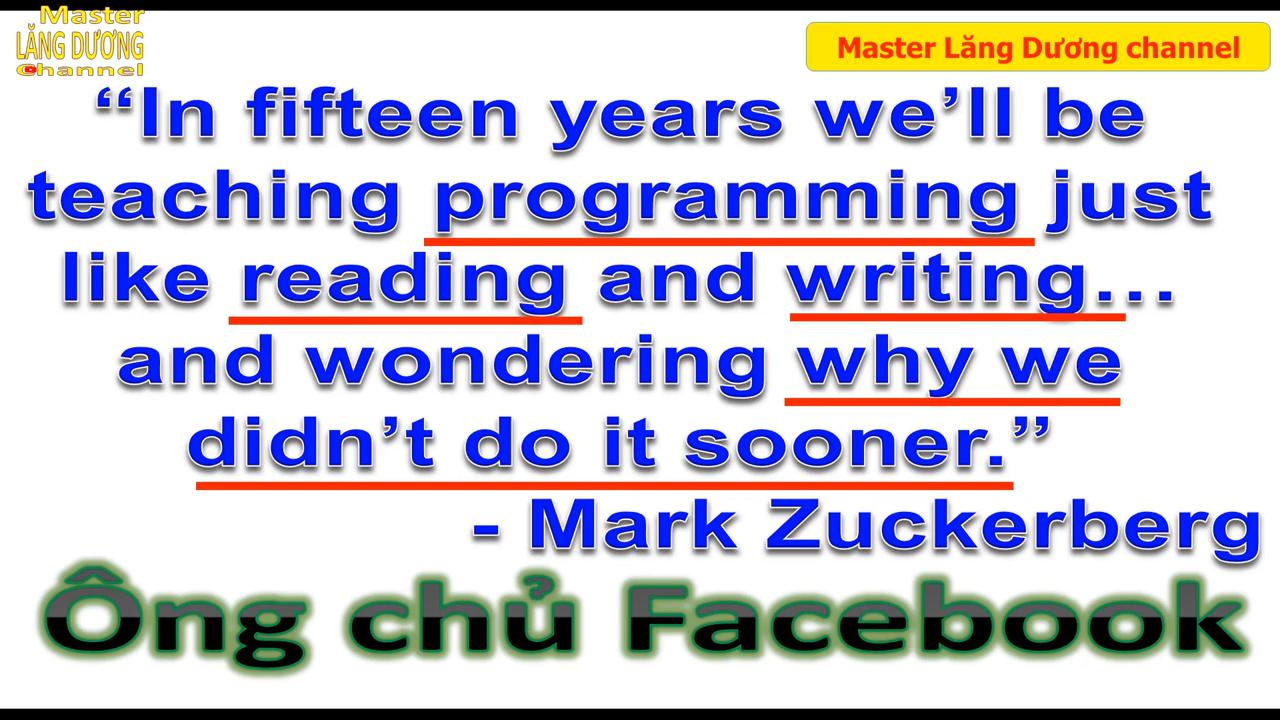 Master
LĂNG DƯƠNG
Channel
Master Lăng Dương channel
“In fifteen years we’ll be
teaching programming just
like reading and writing…
and wondering why we
didn’t do it sooner.”
- Mark Zuckerberg
Ông chủ Facebook